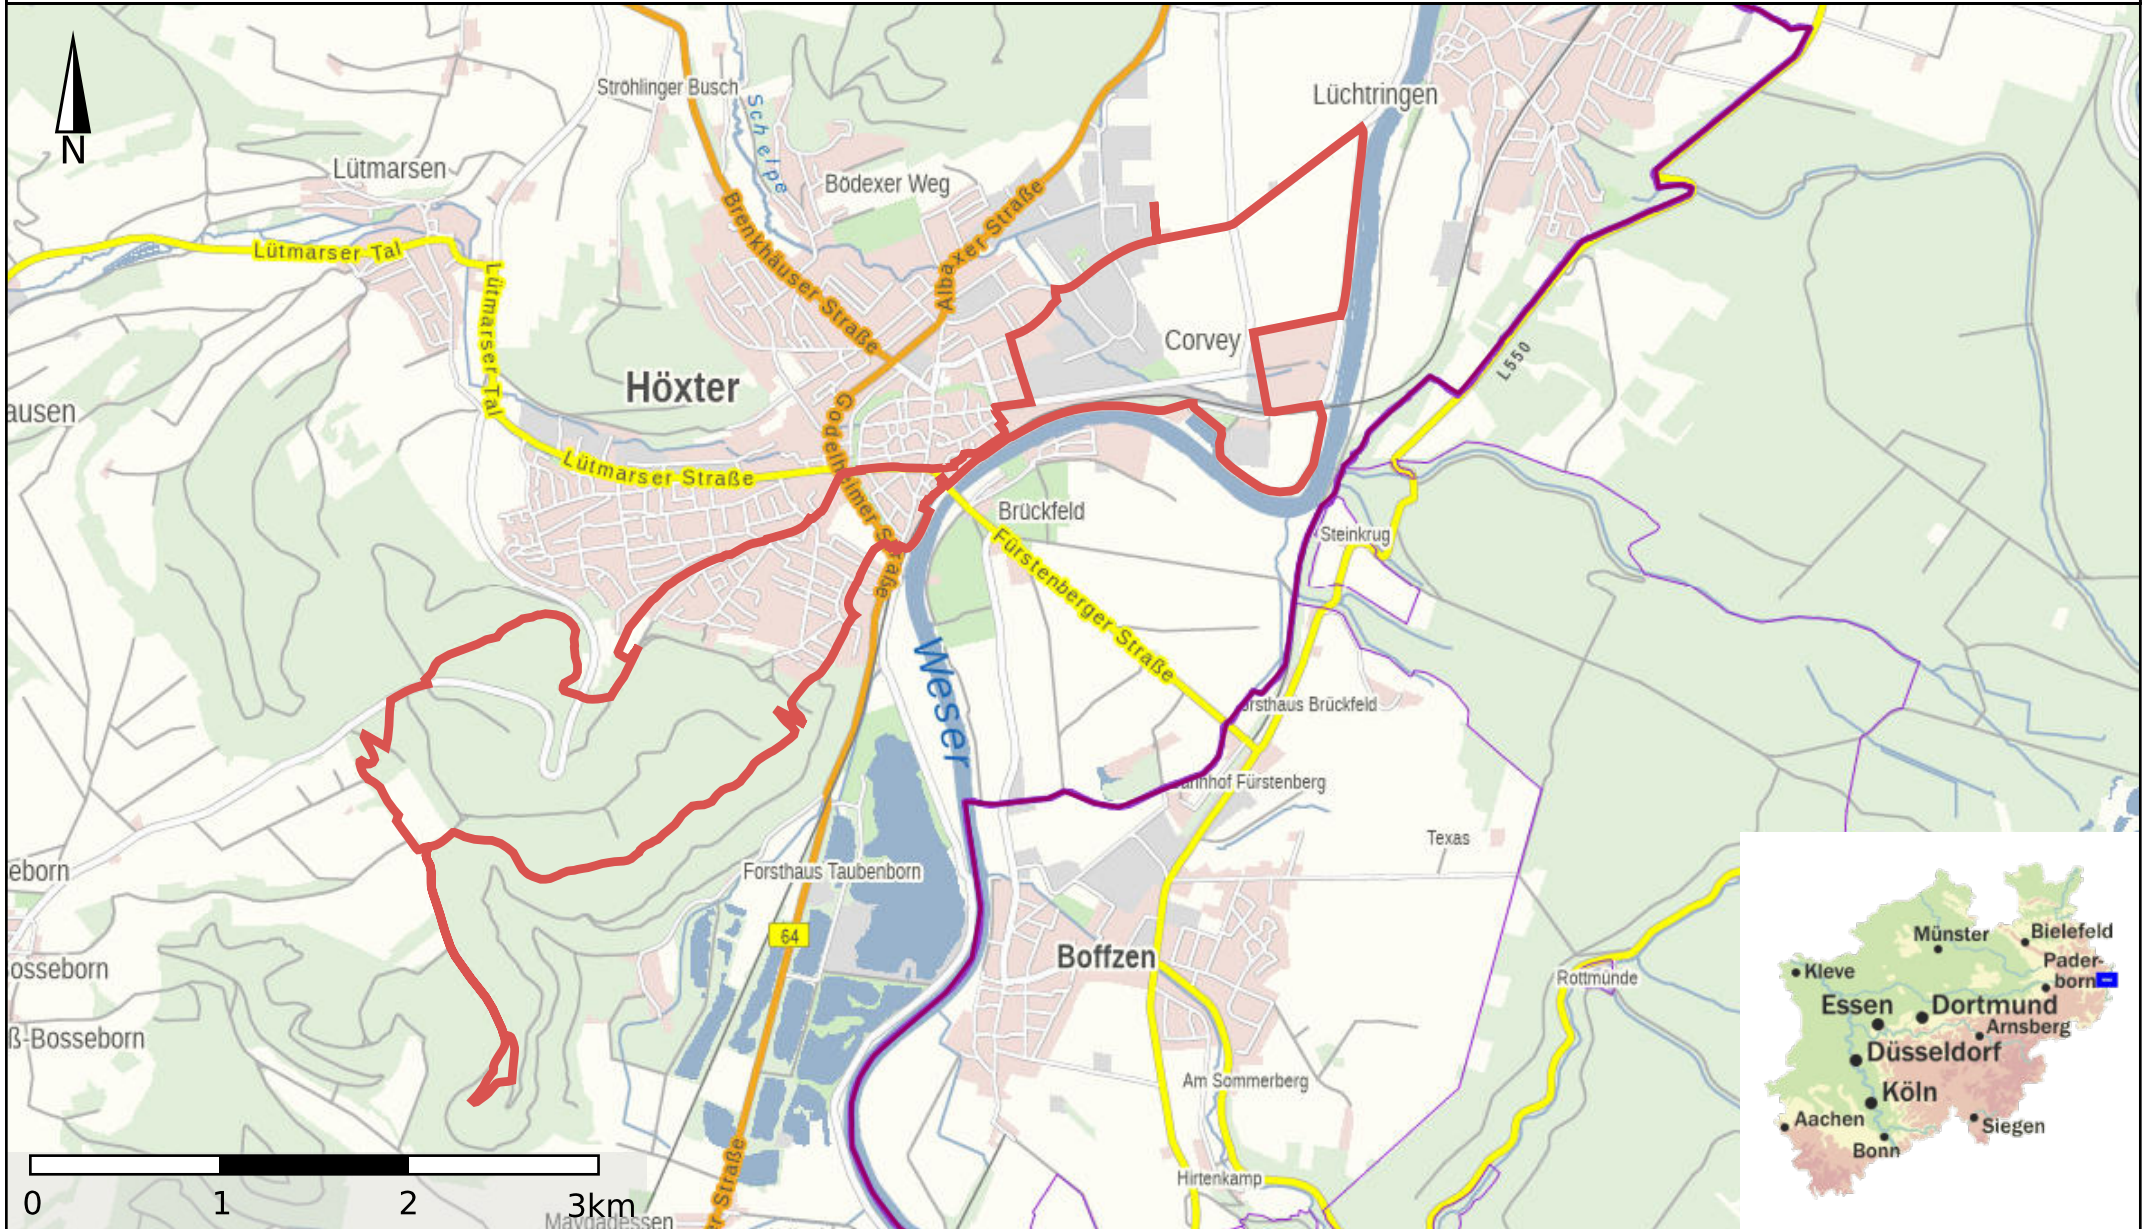 Ströhlinger Busch
Schelpe
Lüchtringen
N
Lütmarsen
Bödexer Weg
Brenkhäuser Straße
Albaxer Straße
Lütmarser Tal
Lütmarser Tal
Corvey
L550
Höxter
ausen
Godelheimer Straße
Lütmarser Straße
Brückfeld
Steinkrug
Fürstenberger Straße
Weser
Forsthaus Brückfeld
Bahnhof Fürstenberg
Texas
eborn
Forsthaus Taubenborn
64
Boffzen
osseborn
Rottmünde
ß-Bosseborn
Am Sommerberg
Hirtenkamp
er Straße
Maygadessen
0 1 2 3km
Münster
Bielefeld
Pader-
born
Kleve
Essen
Dortmund
Arnsberg
Düsseldorf
Köln
Aachen
Siegen
Bonn